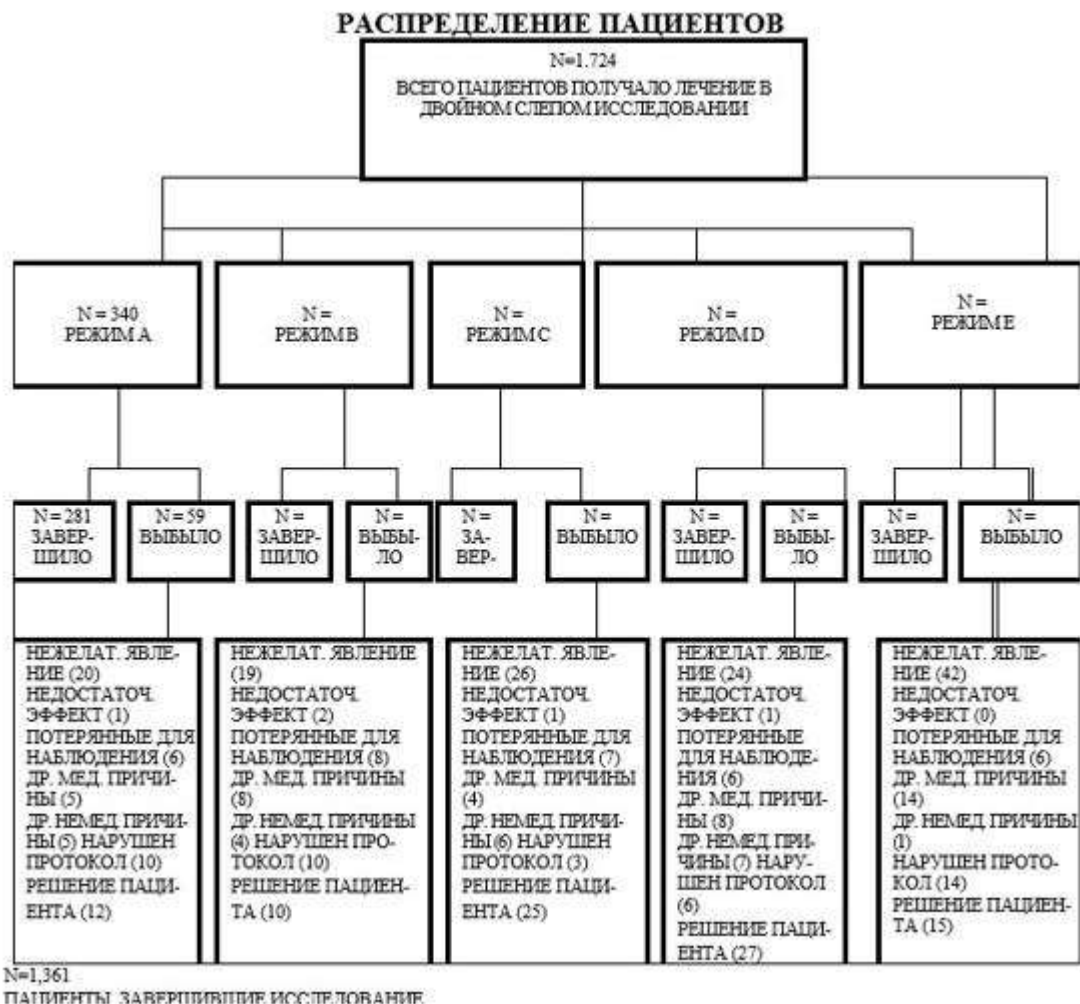 РАСПРЕДЕЛЕНИЕ ПАЦИЕНТОВ
N=1.724
ВСЕГО ПАЦИЕНТОВ ПОЛУЧАЛО ЛЕЧЕНИЕ В
ДВОЙНОМ СЛЕПОМ ИССЛЕДОВАНИИ
N = 340
РЕЖИМ А
N =
РЕЖИМ В
N =
РЕЖИМ С
N =
РЕЖИМ D
N =
РЕЖИМ Е
N = 281
ЗАВЕР-
ШИЛО
N = 59
ВЫБЫЛО
N =
ЗАВЕР-
ШИЛО
N =
ВЫБЫ-
ЛО
N =
ЗА-
ВЕР-
N =
ВЫБЫЛО
N =
ЗАВЕР-
ШИЛО
N =
ВЫБЫ-
ЛО
N =
ЗАВЕР-
ШИЛО
N =
ВЫБЫЛО
НЕЖЕЛАТ. ЯВЛЕ-
НИЕ (20)
НЕДОСТАТОЧ.
ЭФФЕКТ (1)
ПОТЕРЯННЫЕ ДЛЯ
НАБЛЮДЕНИЯ (6)
ДР. МЕД. ПРИЧИ-
НЫ (5)
ДР. НЕМЕД. ПРИЧИ-
НЫ (5) НАРУШЕН
ПРОТОКОЛ (10)
РЕШЕНИЕ ПАЦИ-
ЕНТА (12)
НЕЖЕЛАТ. ЯВЛЕНИЕ
(19)
НЕДОСТАТОЧ.
ЭФФЕКТ (2)
ПОТЕРЯННЫЕ ДЛЯ
НАБЛЮДЕНИЯ (8)
ДР. МЕД. ПРИЧИНЫ
(8)
ДР. НЕМЕД. ПРИЧИНЫ
(4) НАРУШЕН ПРО-
ТОКОЛ (10)
РЕШЕНИЕ ПАЦИЕН-
ТА (10)
НЕЖЕЛАТ. ЯВЛЕ-
НИЕ (26)
НЕДОСТАТОЧ.
ЭФФЕКТ (1)
ПОТЕРЯННЫЕ ДЛЯ
НАБЛЮДЕНИЯ (7)
ДР. МЕД. ПРИЧИНЫ
(4)
ДР. НЕМЕД. ПРИЧИ-
НЫ (6) НАРУШЕН
ПРОТОКОЛ (3)
РЕШЕНИЕ ПАЦИ-
ЕНТА (25)
НЕЖЕЛАТ. ЯВЛЕ-
НИЕ (24)
НЕДОСТАТОЧ.
ЭФФЕКТ (1)
ПОТЕРЯННЫЕ
ДЛЯ НАБЛЮДЕ-
НИЯ (6)
ДР. МЕД. ПРИЧИ-
НЫ (8)
ДР. НЕМЕД. ПРИ-
ЧИНЫ (7) НАРУ-
ШЕН ПРОТОКОЛ
(6)
РЕШЕНИЕ ПАЦИ-
ЕНТА (27)
НЕЖЕЛАТ. ЯВЛЕ-
НИЕ (42)
НЕДОСТАТОЧ.
ЭФФЕКТ (0)
ПОТЕРЯННЫЕ ДЛЯ
НАБЛЮДЕНИЯ (6)
ДР. МЕД. ПРИЧИНЫ
(14)
ДР. НЕМЕД. ПРИЧИНЫ
(1)
НАРУШЕН ПРОТО-
КОЛ (14)
РЕШЕНИЕ ПАЦИЕН-
ТА (15)
N=1,361
ПАЦИЕНТЫ, ЗАВЕРШИВШИЕ ИССЛЕДОВАНИЕ